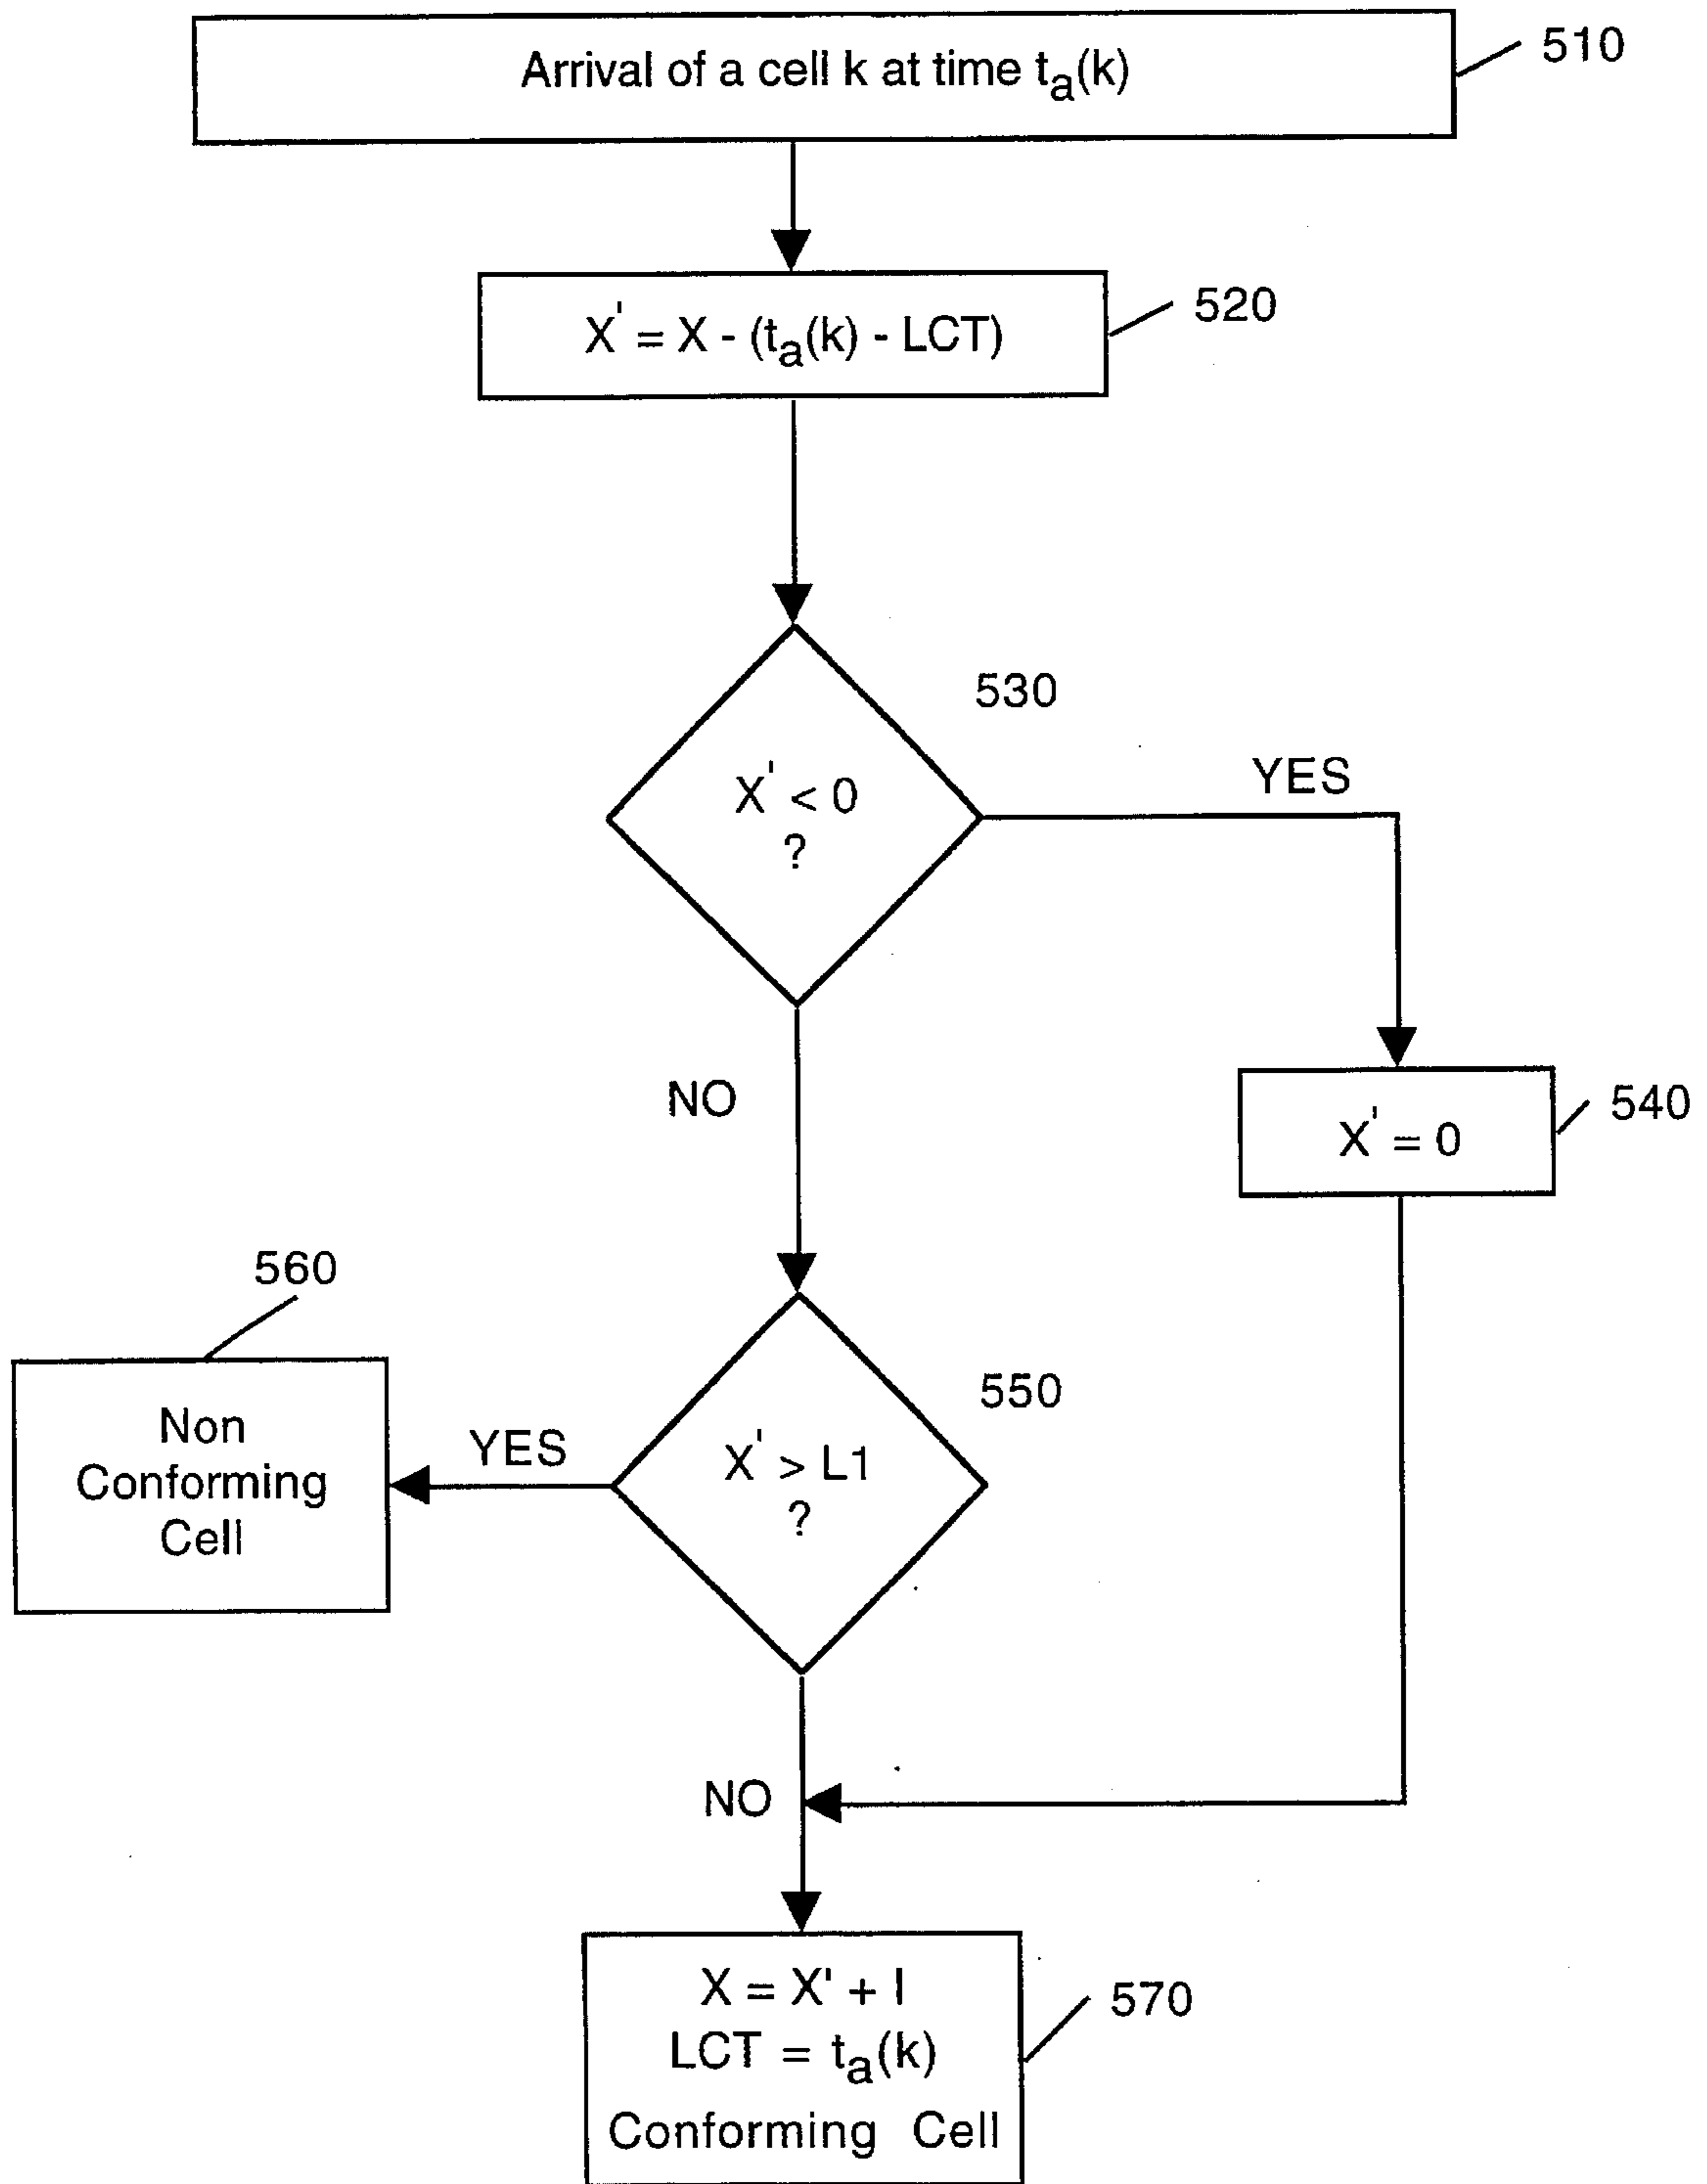 Arrival of a cell k at time ta(k)
510
X' = X - (ta(k) - LCT)
520
530
X' < 0
?
YES
NO
X' = 0
540
560
Non
Conforming
Cell
YES
550
X' > L1
?
NO
X = X' + I
LCT = ta(k)
Conforming Cell
570